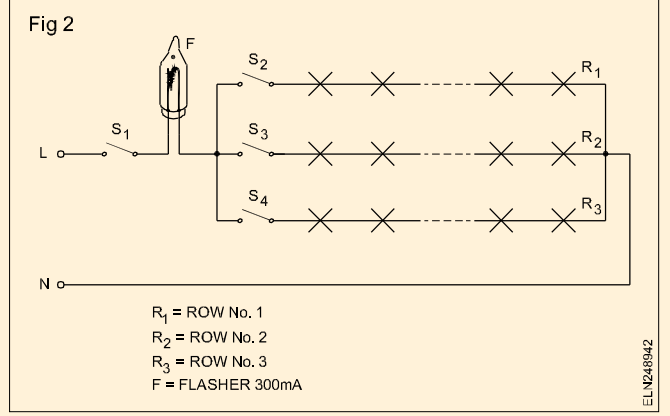 Fig 2
F
S1
L
S2
R1
S3
R2
S4
R3
N
R1 = ROW No. 1
R2 = ROW No. 2
R3 = ROW No. 3
F = FLASHER 300mA
ELN248942